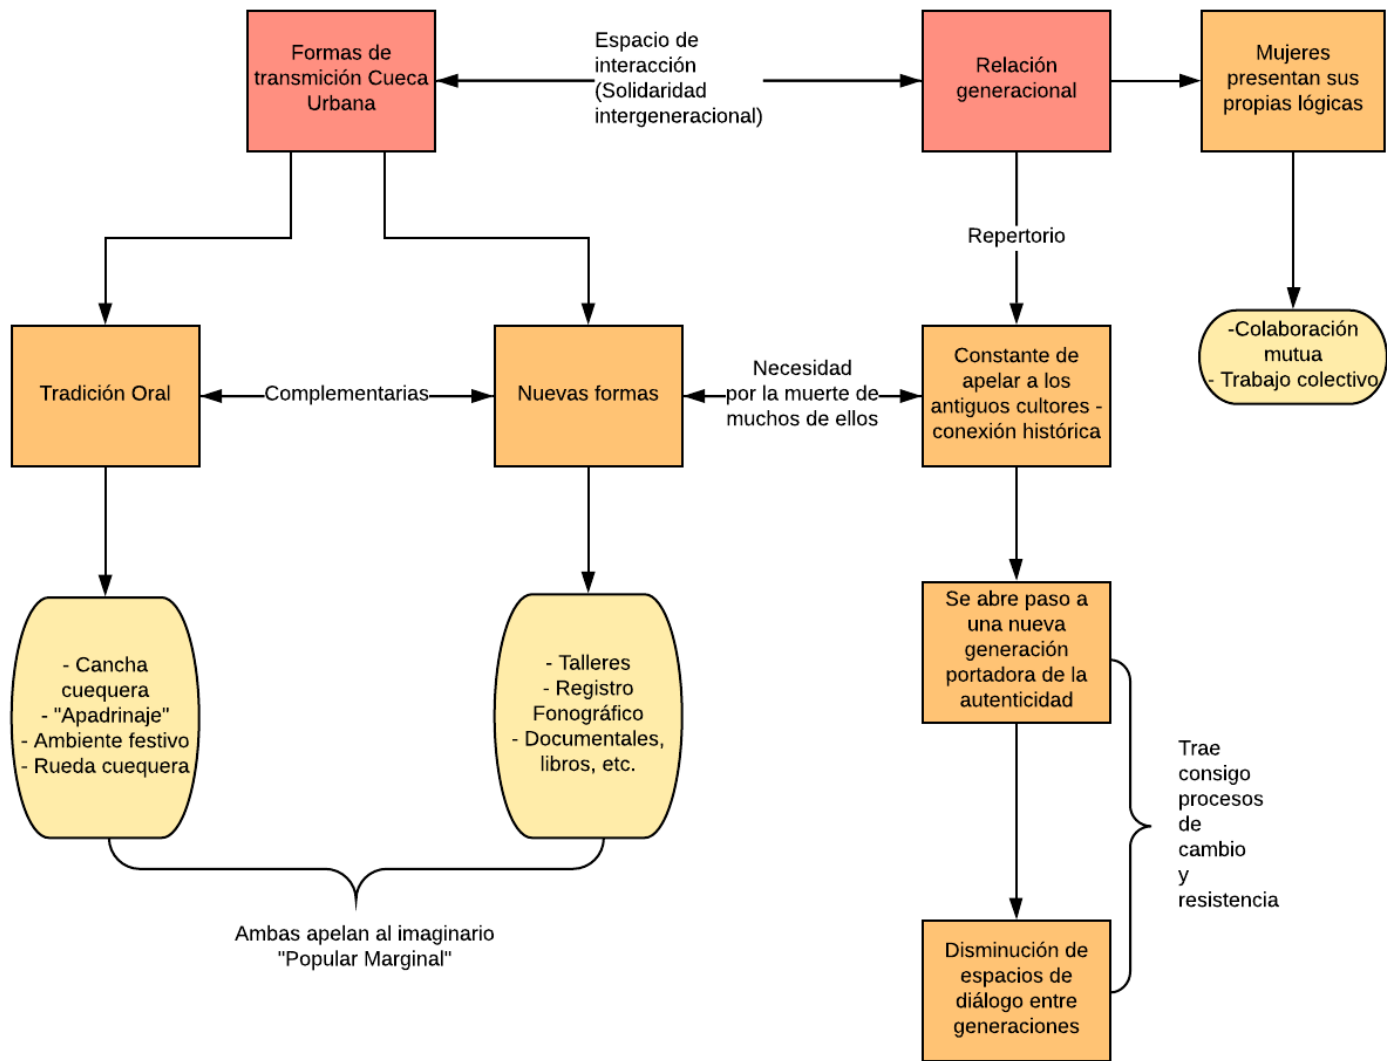 Formas de
transmición Cueca
Urbana
Espacio de
interacción
(Solidaridad
intergeneracional)
Relación
generacional
Mujeres
presentan sus
propias lógicas
Repertorio
-Colaboración
mutua
- Trabajo colectivo
Tradición Oral
Complementarias
Nuevas formas
Necesidad
por la muerte de
muchos de ellos
Constante de
apelar a los
antiguos cultores -
conexión histórica
- Cancha
cuequera
- "Apadrinaje"
- Ambiente festivo
- Rueda cuequera
- Talleres
- Registro
Fonográfico
- Documentales,
libros, etc.
Se abre paso a
una nueva
generación
portadora de la
autenticidad
Trae
consigo
procesos
de
cambio
y
resistencia
Ambas apelan al imaginario
"Popular Marginal"
Disminución de
espacios de
diálogo entre
generaciones